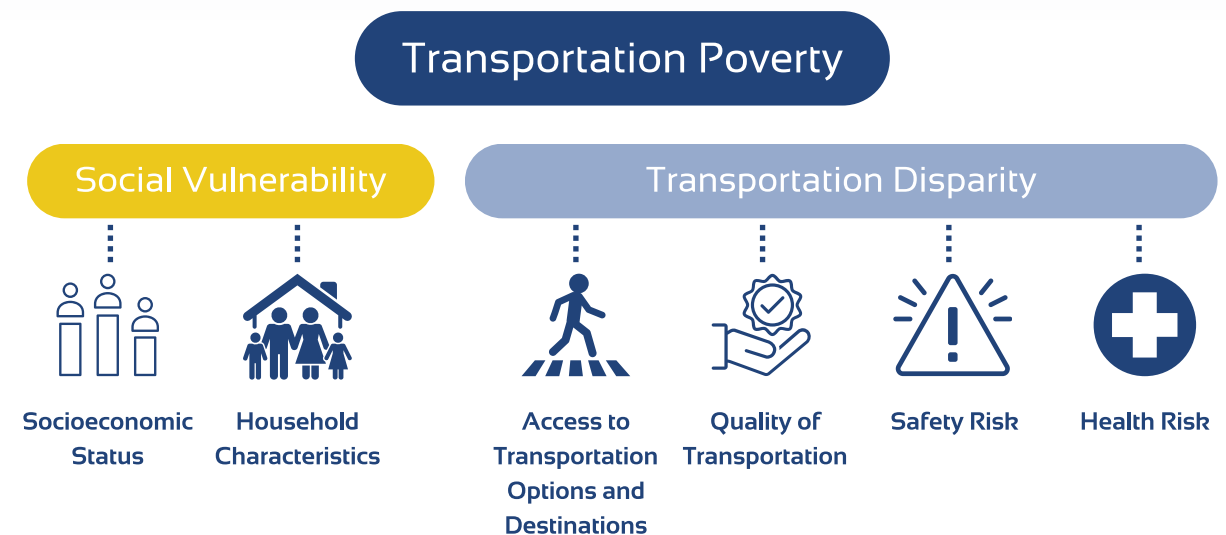 Transportation Poverty
Social Vulnerability
Transportation Disparity
Socioeconomic
Status
Household
Characteristics
Access to
Transportation
Options and
Destinations
Quality of
Transportation
Safety Risk
Health Risk